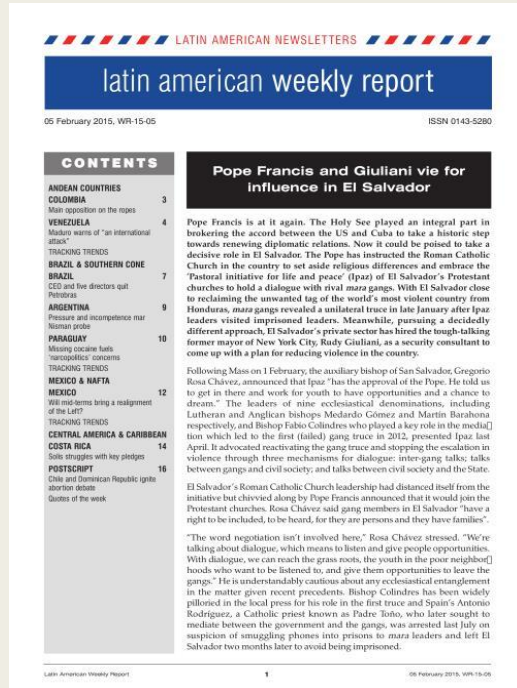 LATIN AMERICAN NEWSLETTERS
latin american weekly report
05 February 2015, WR-15-05
ISSN 0143-5280
CONTENTS
ANDEAN COUNTRIES
COLOMBIA 3
Main opposition on the ropes
VENEZUELA 4
Maduro warns of "an international
attack"
TRACKING TRENDS
BRAZIL & SOUTHERN CONE
BRAZIL 7
CEO and five directors quit
Petrobras
ARGENTINA 9
Pressure and incompetence mar
Nisman probe
PARAGUAY 10
Missing cocaine fuels
'narcopolitics' concerns
TRACKING TRENDS
MEXICO & NAFTA
MEXICO 12
Will mid-terms bring a realignment
of the Left?
TRACKING TRENDS
CENTRAL AMERICA & CARIBBEAN
COSTA RICA 14
Solís struggles with key pledges
POSTSCRIPT 16
Chile and Dominican Republic ignite
abortion debate
Quotes of the week
Pope Francis and Giuliani vie for
influence in El Salvador
Pope Francis is at it again. The Holy See played an integral part in
brokering the accord between the US and Cuba to take a historic step
towards renewing diplomatic relations. Now it could be poised to take a
decisive role in El Salvador. The Pope has instructed the Roman Catholic
Church in the country to set aside religious differences and embrace the
'Pastoral initiative for life and peace' (Ipaz) of El Salvador's Protestant
churches to hold a dialogue with rival mara gangs. With El Salvador close
to reclaiming the unwanted tag of the world's most violent country from
Honduras, mara gangs revealed a unilateral truce in late January after Ipaz
leaders visited imprisoned leaders. Meanwhile, pursuing a decidedly
different approach, El Salvador's private sector has hired the tough-talking
former mayor of New York City, Rudy Giuliani, as a security consultant to
come up with a plan for reducing violence in the country.
Following Mass on 1 February, the auxiliary bishop of San Salvador, Gregorio
Rosa Chávez, announced that Ipaz "has the approval of the Pope. He told us
to get in there and work for youth to have opportunities and a chance to
dream." The leaders of nine ecclesiastical denominations, including
Lutheran and Anglican bishops Medardo Gómez and Martín Barahona
respectively, and Bishop Fabio Colindres who played a key role in the media
tion which led to the first (failed) gang truce in 2012, presented Ipaz last
April. It advocated reactivating the gang truce and stopping the escalation in
violence through three mechanisms for dialogue: inter-gang talks; talks
between gangs and civil society; and talks between civil society and the State.
El Salvador's Roman Catholic Church leadership had distanced itself from the
initiative but chivvied along by Pope Francis announced that it would join the
Protestant churches. Rosa Chávez said gang members in El Salvador "have a
right to be included, to be heard, for they are persons and they have families".
"The word negotiation isn't involved here," Rosa Chávez stressed. "We're
talking about dialogue, which means to listen and give people opportunities.
With dialogue, we can reach the grass roots, the youth in the poor neighbor
hoods who want to be listened to, and give them opportunities to leave the
gangs." He is understandably cautious about any ecclesiastical entanglement
in the matter given recent precedents. Bishop Colindres has been widely
pilloried in the local press for his role in the first truce and Spain's Antonio
Rodríguez, a Catholic priest known as Padre Toño, who later sought to
mediate between the government and the gangs, was arrested last July on
suspicion of smuggling phones into prisons to mara leaders and left El
Salvador two months later to avoid being imprisoned.
Latin American Weekly Report
1
05 February 2015, WR-15-05